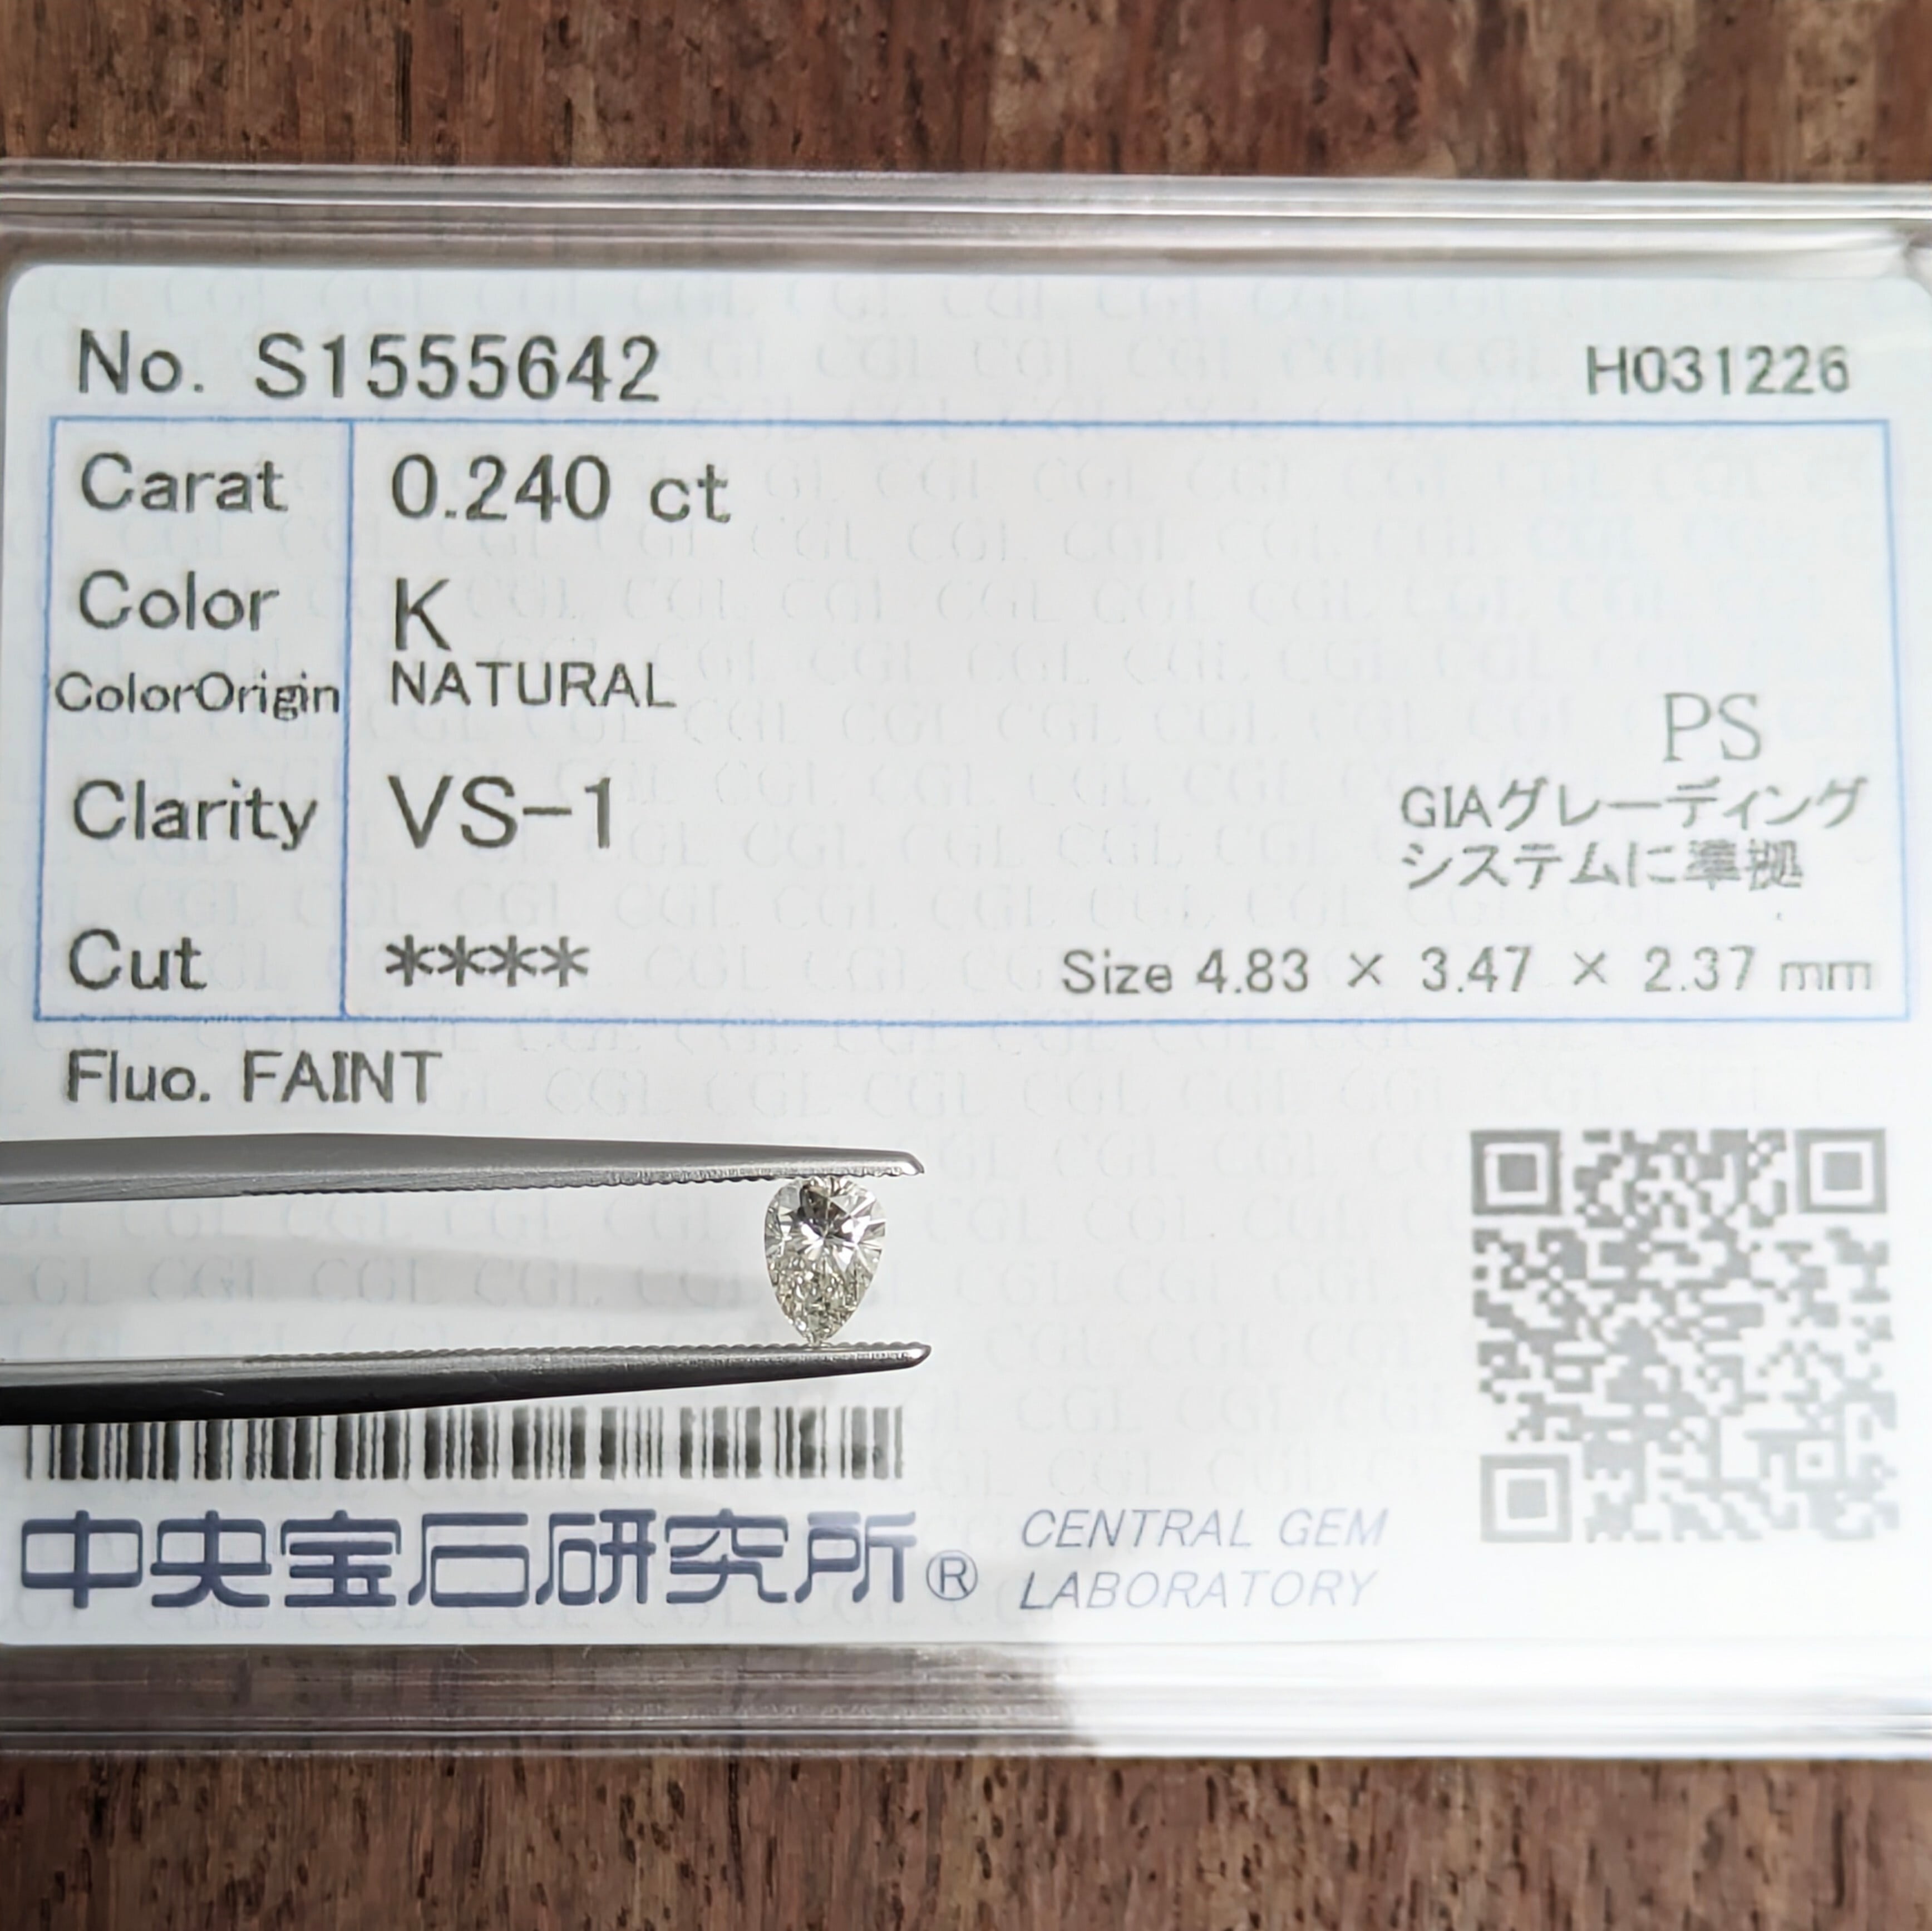 No. S1555642 H031226
Carat 0.240 ct
Color K
ColorOrigin NATURAL
PS
Clarity VS-1
GIAグレーディング
システムに準拠
Cut **** Size 4.83 × 3.47 × 2.37 mm
Fluo. FAINT
中央宝石研究所® CENTRAL GEM
LABORATORY